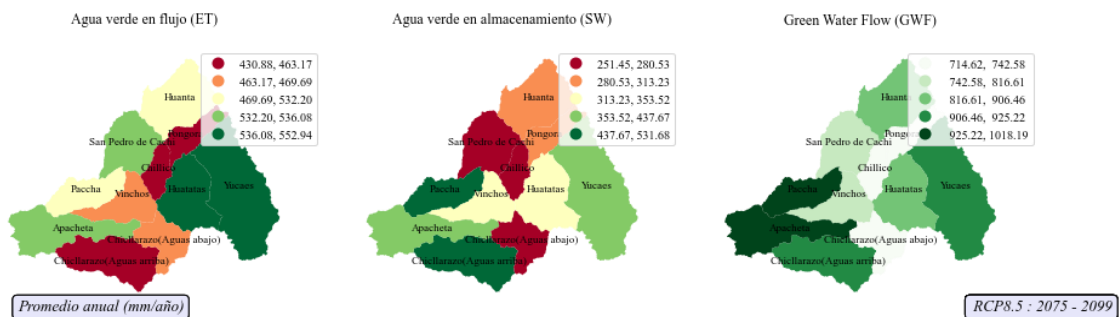 Agua verde en flujo (ET)
430.88, 463.17
463.17, 469.69
469.69, 532.20
532.20, 536.08
536.08, 552.94
Huanta
Pongora
San Pedro de Cachi
Chillico
Paccha
Vinchos
Huatatas
Yucaes
Apacheta
Chicllarazo(Aguas abajo)
Chicllarazo(Aguas arriba)
Agua verde en almacenamiento (SW)
251.45, 280.53
280.53, 313.23
313.23, 353.52
353.52, 437.67
437.67, 531.68
Huanta
Pongora
San Pedro de Cachi
Chillico
Paccha
Vinchos
Huatatas
Yucaes
Apacheta
Chicllarazo(Aguas abajo)
Chicllarazo(Aguas arriba)
Green Water Flow (GWF)
714.62, 742.58
742.58, 816.61
816.61, 906.46
906.46, 925.22
925.22, 1018.19
Huanta
Pongora
San Pedro de Cachi
Chillico
Paccha
Vinchos
Huatatas
Yucaes
Apacheta
Chicllarazo(Aguas abajo)
Chicllarazo(Aguas arriba)
Promedio anual (mm/año)
RCP8.5 : 2075 - 2099